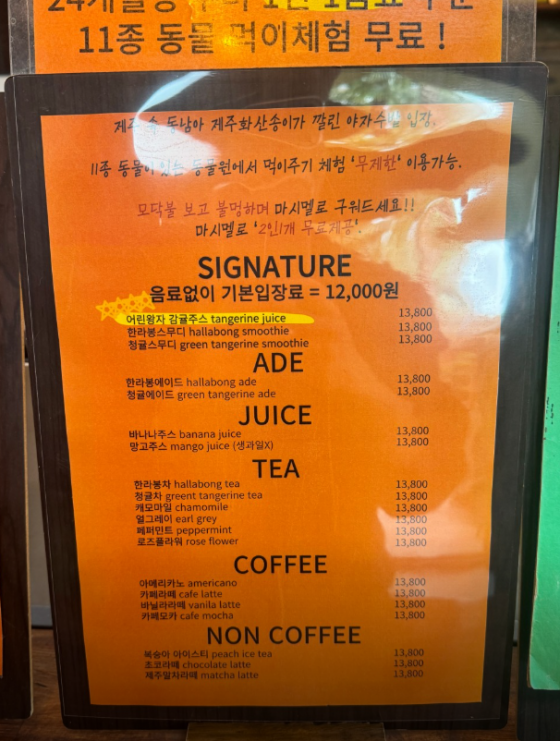 24개월
11종 동물 먹이체험 무료 !
제주 속 동남아 제주화산송이가 깔린 야자수 입장.
11종 동물이 있는 동물원에서 먹이주기 체험 '무제한' 이용가능.
모닥불 보고 불멍하며 마시멜로 구워드세요!!
마시멜로 '2인1개 무료제공'.
SIGNATURE
음료없이 기본입장료 = 12,000원
어린왕자 감귤주스 tangerine juice 13,800
한라봉스무디 hallabong smoothie 13,800
청귤스무디 green tangerine smoothie 13,800
ADE
한라봉에이드 hallabong ade 13,800
청귤에이드 green tangerine ade 13,800
JUICE
바나나주스 banana juice 13,800
망고주스 mango juice (생과일X) 13,800
TEA
한라봉차 hallabong tea 13,800
청귤차 greent tangerine tea 13,800
캐모마일 chamomile 13,800
얼그레이 earl grey 13,800
페퍼민트 peppermint 13,800
로즈플라워 rose flower 13,800
COFFEE
아메리카노 americano 13,800
카페라떼 cafe latte 13,800
바닐라라떼 vanila latte 13,800
카페모카 cafe mocha 13,800
NON COFFEE
복숭아 아이스티 peach ice tea 13,800
초코라떼 chocolate latte 13,800
제주말차라떼 matcha latte 13,800